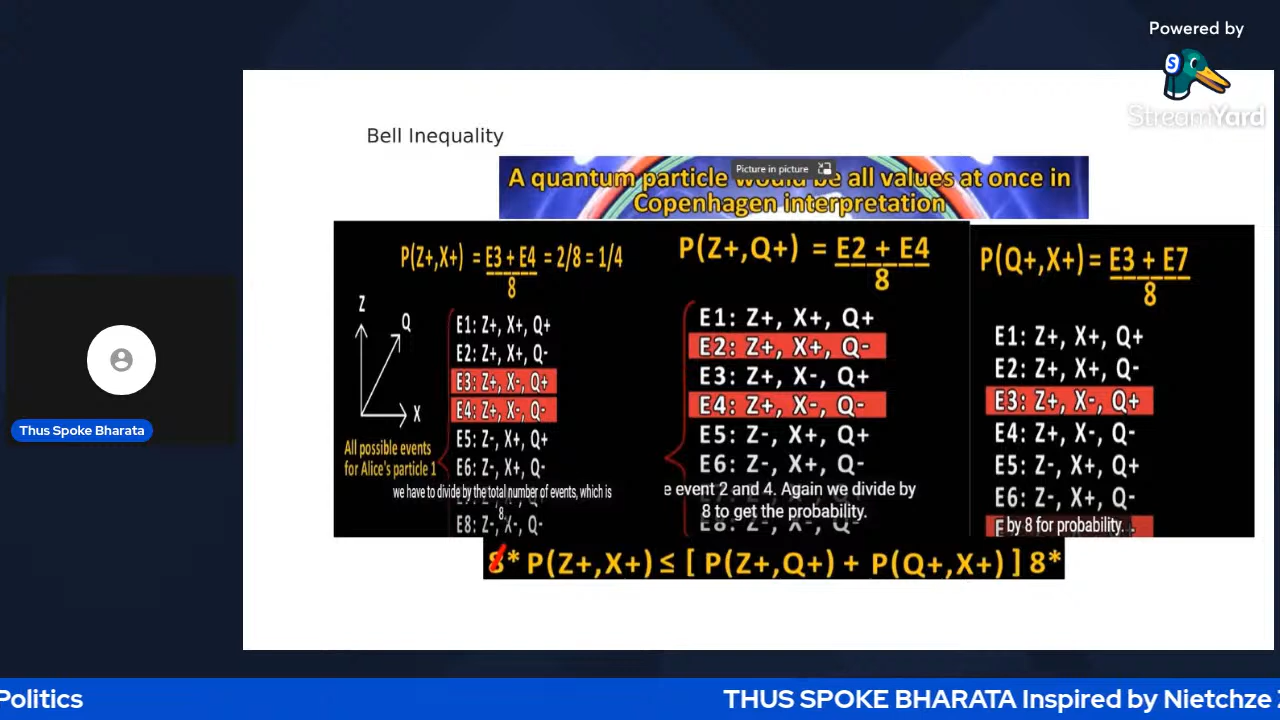 Powered by
StreamYard
Bell Inequality
Picture in picture
A quantum particle would be all values at once in
Copenhagen interpretation
P(Z+,X+) = E3 + E4 = 2/8 = 1/4
8
Z
Q
X
All possible events
for Alice's particle 1
E1: Z+, X+, Q+
E2: Z+, X+, Q-
E3: Z+, X-, Q+
E4: Z+, X-, Q-
E5: Z-, X+, Q+
E6: Z-, X+, Q-
we have to divide by the total number of events, which is
8.
E8: Z-, X-, Q-
P(Z+,Q+) = E2 + E4
8
E1: Z+, X+, Q+
E2: Z+, X+, Q-
E3: Z+, X-, Q+
E4: Z+, X-, Q-
E5: Z-, X+, Q+
E6: Z-, X+, Q-
e event 2 and 4. Again we divide by
8 to get the probability.
E8: Z-, X-, Q-
P(Q+,X+) = E3 + E7
8
E1: Z+, X+, Q+
E2: Z+, X+, Q-
E3: Z+, X-, Q+
E4: Z+, X-, Q-
E5: Z-, X+, Q+
E6: Z-, X+, Q-
by 8 for probability.
8* P(Z+,X+) ≤ [ P(Z+,Q+) + P(Q+,X+) ] 8*
Thus Spoke Bharata
Politics
THUS SPOKE BHARATA Inspired by Nietchze